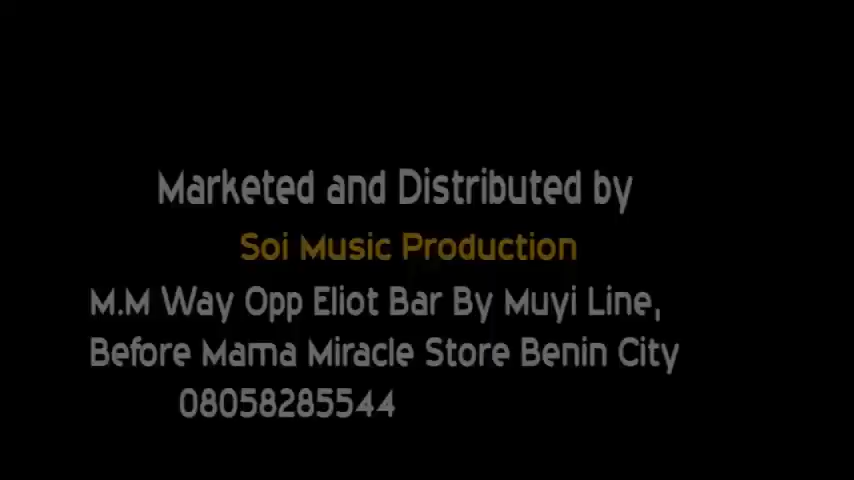 Marketed and Distributed by
Soi Music Production
M.M Way Opp Eliot Bar By Muyi Line,
Before Mama Miracle Store Benin City
08058285544